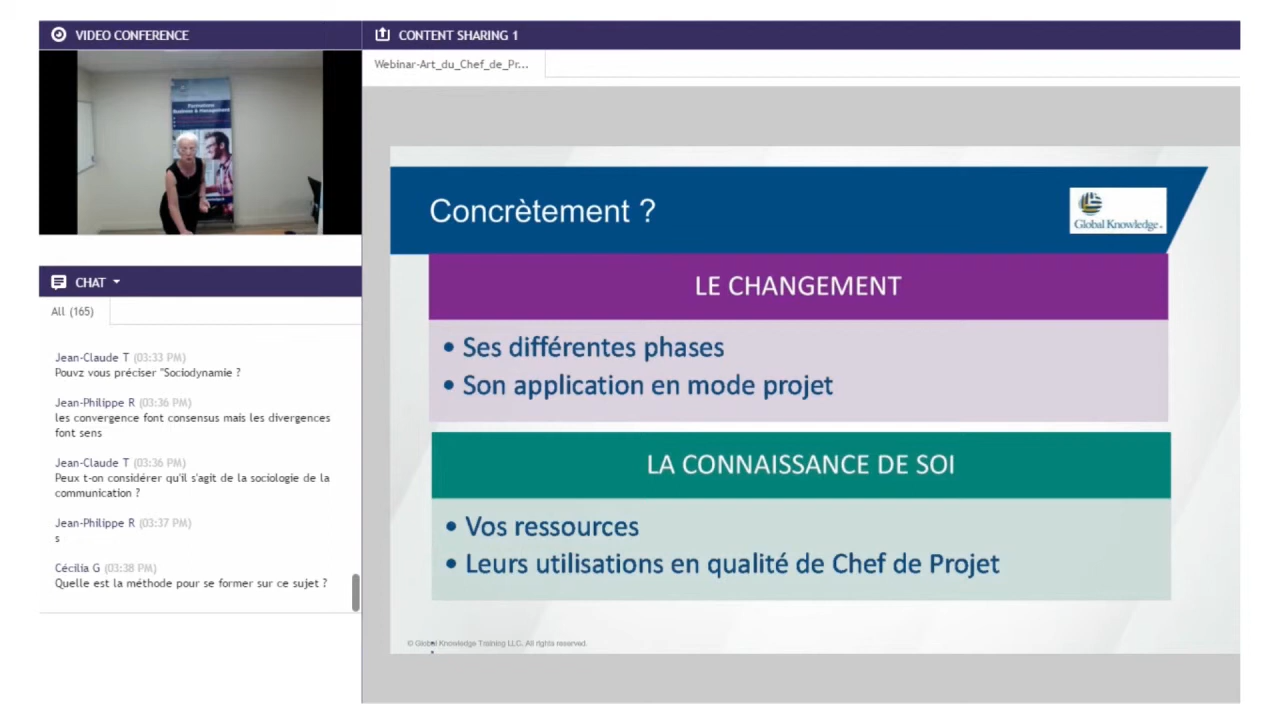 VIDEO CONFERENCE
Formations
Business & Management
CHAT
All (165)
Jean-Claude T (03:33 PM)
Pouvz vous préciser "Sociodynamie ?
Jean-Philippe R (03:36 PM)
les convergence font consensus mais les divergences
font sens
Jean-Claude T (03:36 PM)
Peux t-on considérer qu'il s'agit de la sociologie de la
communication ?
Jean-Philippe R (03:37 PM)
s
Cécilia G (03:38 PM)
Quelle est la méthode pour se former sur ce sujet ?
CONTENT SHARING 1
Webinar-Art_du_Chef_de_Pr...
Concrètement ?
Global Knowledge.
LE CHANGEMENT
• Ses différentes phases
• Son application en mode projet
LA CONNAISSANCE DE SOI
• Vos ressources
• Leurs utilisations en qualité de Chef de Projet
© Global Knowledge Training LLC. All rights reserved.